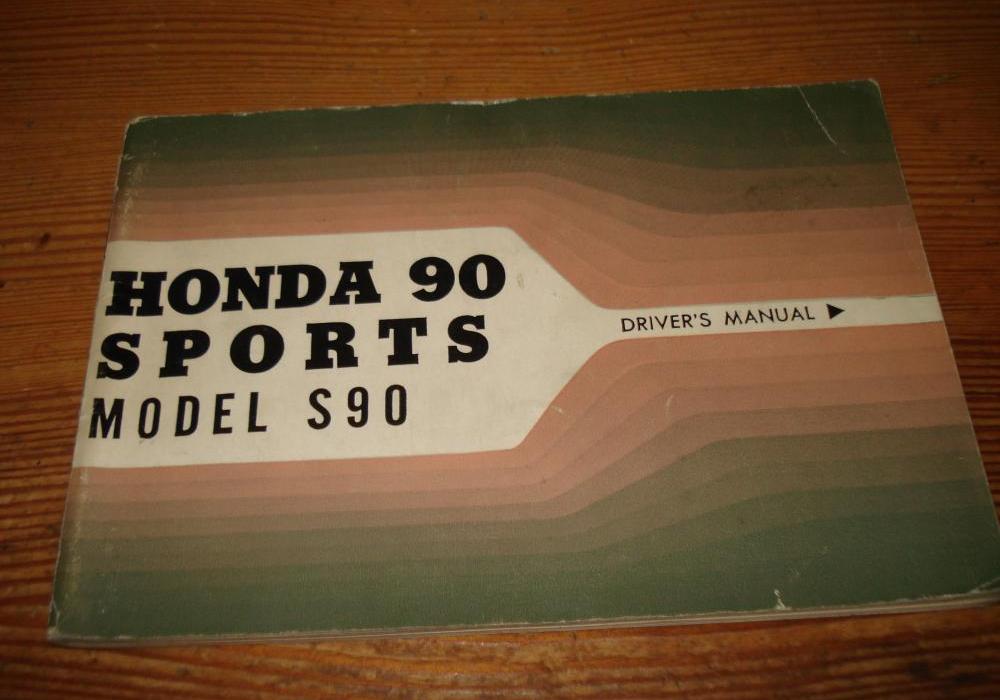 HONDA 90
SPORTS
MODEL S90
DRIVER'S MANUAL ▶